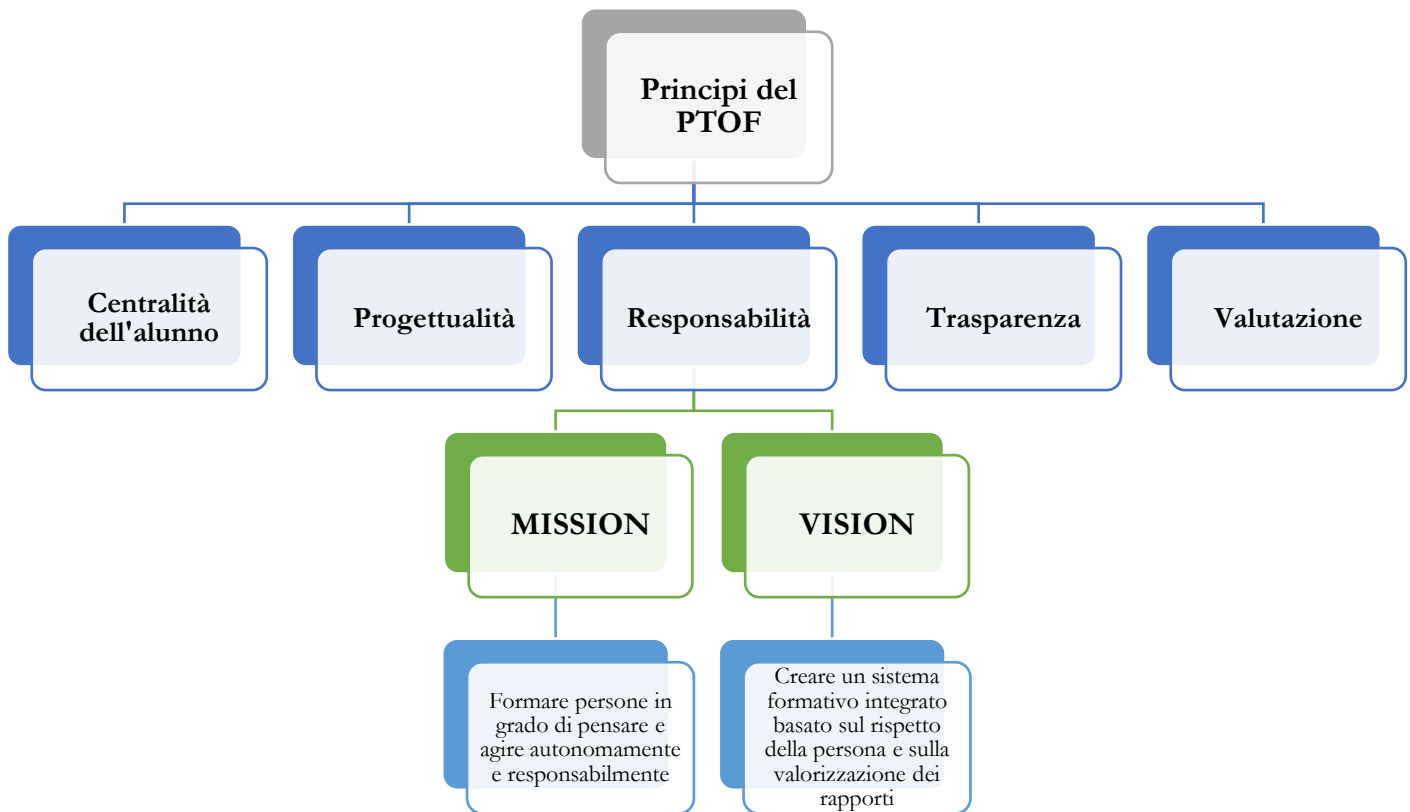 Principi del
PTOF
Centralità
dell'alunno
Progettualità
Responsabilità
Trasparenza
Valutazione
MISSION
VISION
Formare persone in
grado di pensare e
agire autonomamente
e responsabilmente
Creare un sistema
formativo integrato
basato sul rispetto
della persona e sulla
valorizzazione dei
rapporti